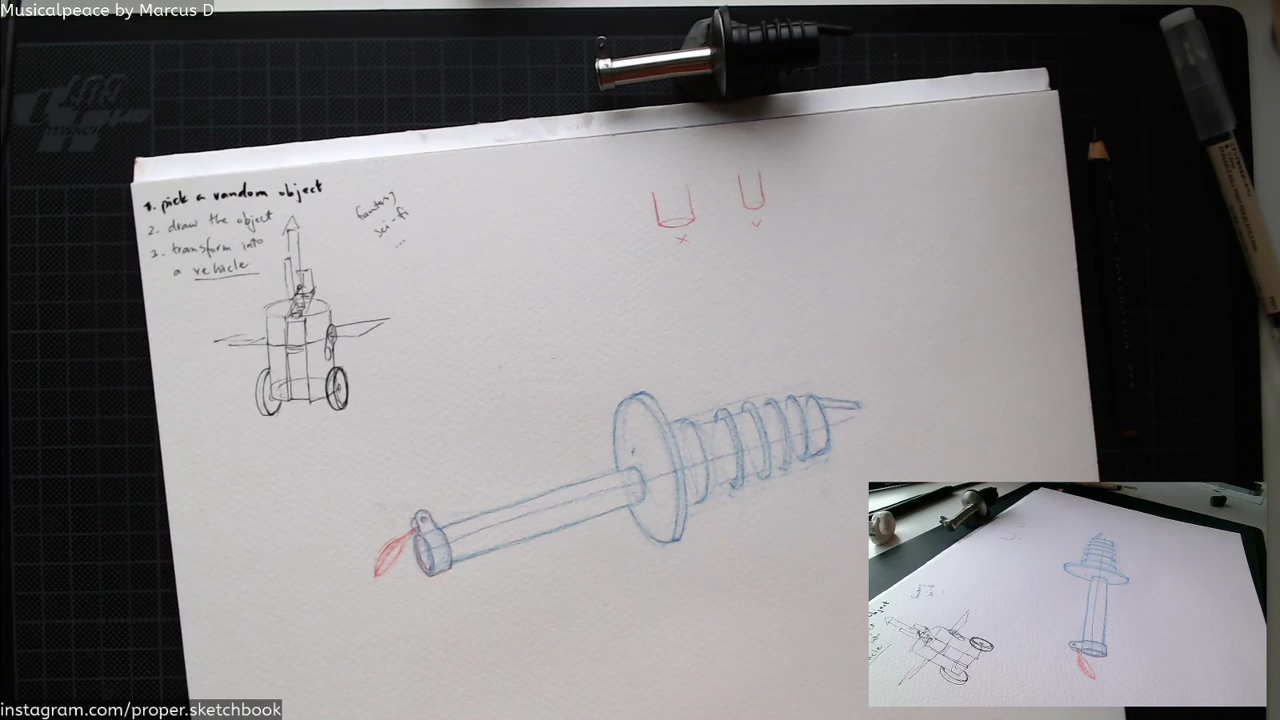 Musicalpeace by Marcus D
1. pick a random object
2. draw the object
3. transform into
a vehicle
fantasy
sci-fi
...
x
v
instagram.com/proper.sketchbook